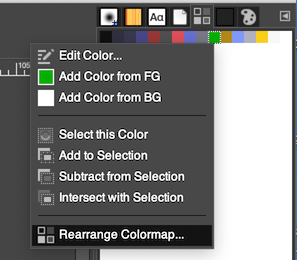 Aa
105
Edit Color...
Add Color from FG
Add Color from BG
Select this Color
Add to Selection
Subtract from Selection
Intersect with Selection
Rearrange Colormap...